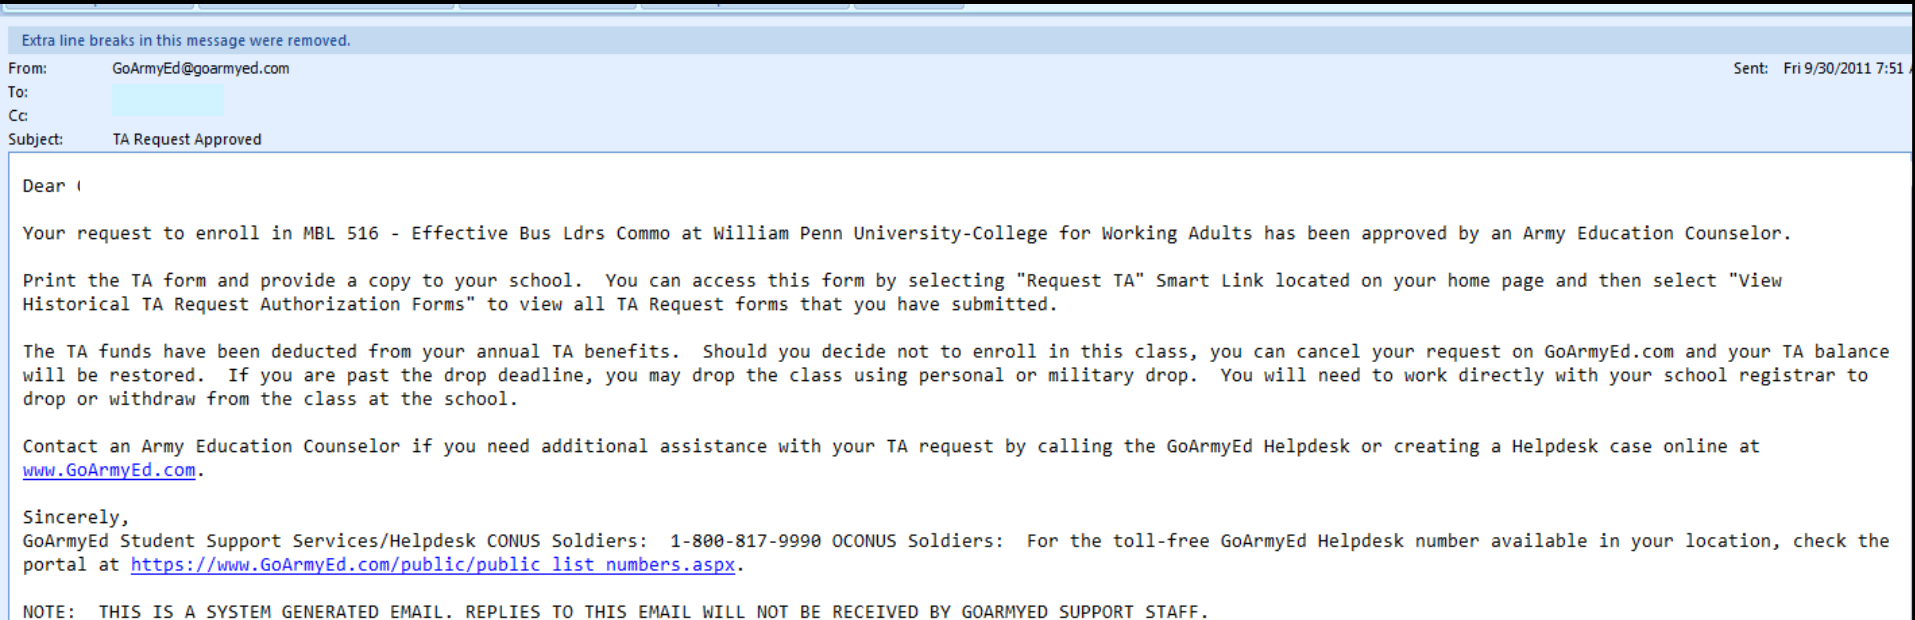 Extra line breaks in this message were removed.
From: GoArmyEd@goarmyed.com Sent: Fri 9/30/2011 7:51
To:
Cc:
Subject: TA Request Approved
Dear
Your request to enroll in MBL 516 - Effective Bus Ldrs Commo at William Penn University-College for Working Adults has been approved by an Army Education Counselor.
Print the TA form and provide a copy to your school.  You can access this form by selecting "Request TA" Smart Link located on your home page and then select "View
Historical TA Request Authorization Forms" to view all TA Request forms that you have submitted.
The TA funds have been deducted from your annual TA benefits.  Should you decide not to enroll in this class, you can cancel your request on GoArmyEd.com and your TA balance
will be restored.  If you are past the drop deadline, you may drop the class using personal or military drop.  You will need to work directly with your school registrar to
drop or withdraw from the class at the school.
Contact an Army Education Counselor if you need additional assistance with your TA request by calling the GoArmyEd Helpdesk or creating a Helpdesk case online at
www.GoArmyEd.com.
Sincerely,
GoArmyEd Student Support Services/Helpdesk CONUS Soldiers:  1-800-817-9990 OCONUS Soldiers:  For the toll-free GoArmyEd Helpdesk number available in your location, check the
portal at https://www.GoArmyEd.com/public/public_list_numbers.aspx.
NOTE:  THIS IS A SYSTEM GENERATED EMAIL. REPLIES TO THIS EMAIL WILL NOT BE RECEIVED BY GOARMYED SUPPORT STAFF.